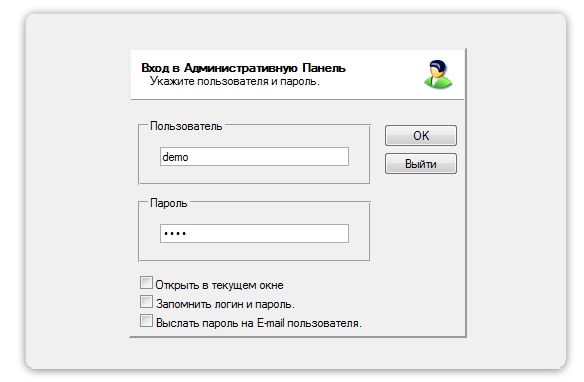 Вход в Административную Панель
Укажите пользователя и пароль.
Пользователь
demo
OK
Выйти
Пароль
••••
Открыть в текущем окне
Запомнить логин и пароль.
Выслать пароль на E-mail пользователя.